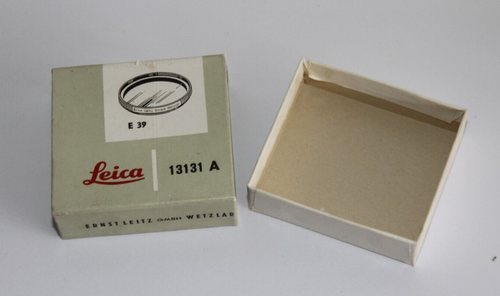 E 39
Leica 13131 A
ERNST LEITZ GMBH WETZLAR